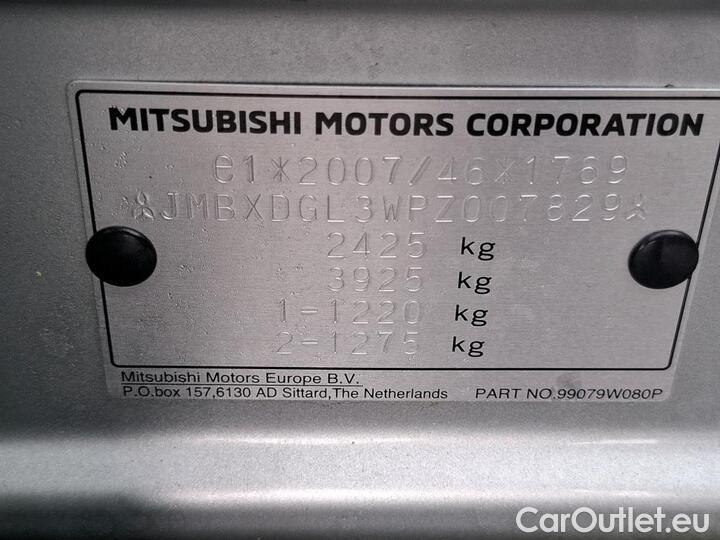 MITSUBISHI MOTORS CORPORATION
e1*2007/46*1769
JMBXDGL3WPZ007829
2425 kg
3925 kg
1-1220 kg
2-1275 kg
Mitsubishi Motors Europe B.V.
P.O.box 157,6130 AD Sittard,The Netherlands PART NO.99079W080P
CarOutlet.eu